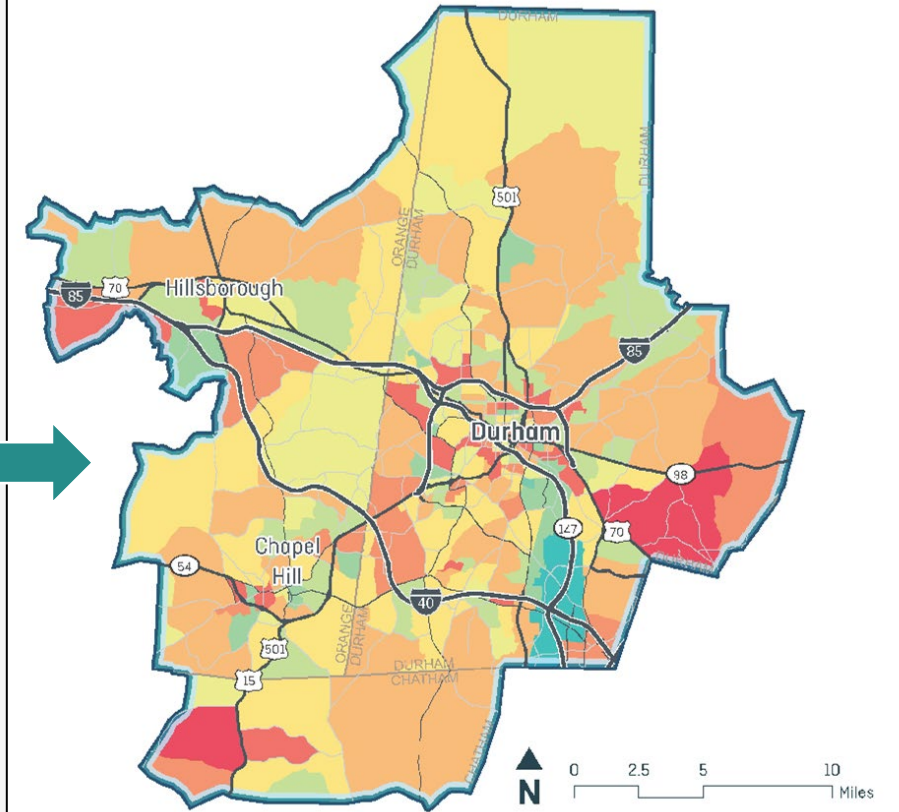 DURHAM
DURHAM
501
ORANGE
DURHAM
85
70
Hillsborough
85
Durham
98
147
70
Chapel
Hill
54
40
ORANGE
DURHAM
501
DURHAM
CHATHAM
15
CHATHAM
N
0 2.5 5 10
Miles